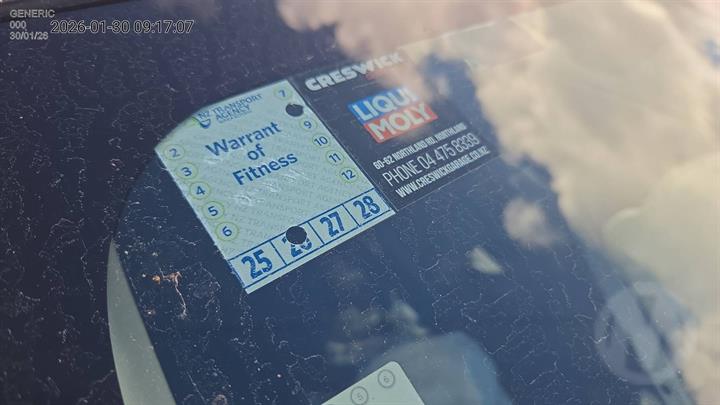 GENERIC
000
30/01/26
2026-01-30 09:17:07
NZ TRANSPORT
AGENCY
Warrant
of
Fitness
2
3
4
5
6
7
9
10
11
12
25 26 27 28
CRESWICK
LIQUI
MOLY
60-62 NORTHLAND RD, NORTHLAND
PHONE 04 475 8339
WWW.CRESWICKGARAGE.CO.NZ
5 6